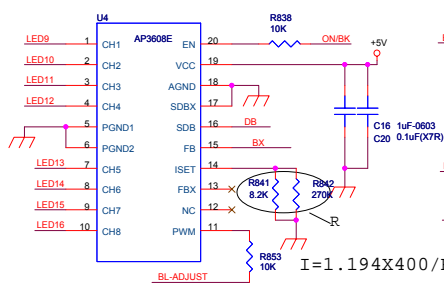 U4
AP3608E
LED9 1 CH1 EN 20
R838
10K
ON/BK
LED10 2 CH2 VCC 19
+5V
LED11 3 CH3 AGND 18
LED12 4 CH4 SDBX 17
5 PGND1 SDB 16 DB
6 PGND2 FB 15 BX
C16 1uF-0603
C20 0.1uF(X7R)
LED13 7 CH5 ISET 14
LED14 8 CH6 FBX 13
R841
8.2K
R842
270K
LED15 9 CH7 NC 12
LED16 10 CH8 PWM 11
R
R853
10K
BL-ADJUST
I=1.194X400/